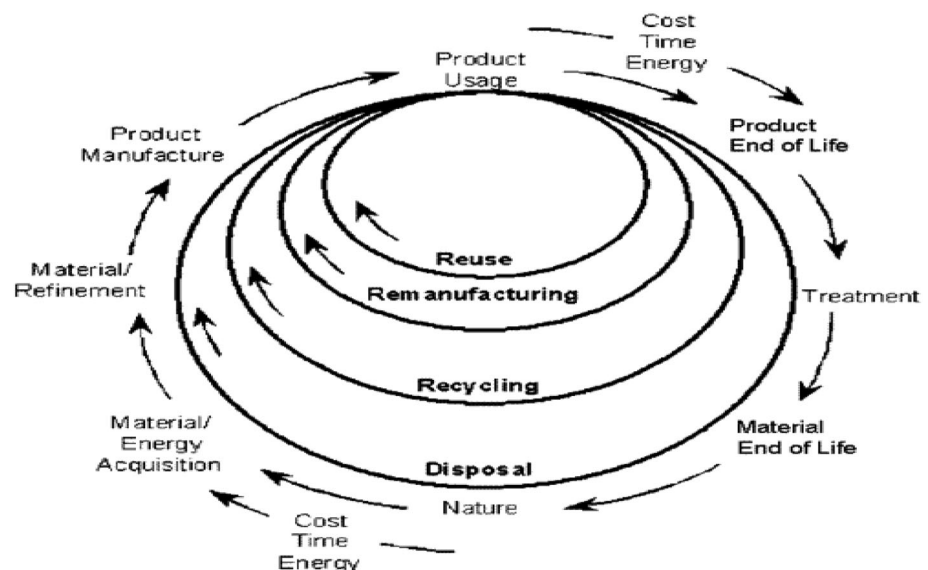 Cost
Time
Energy
Product
Usage
Product
End of Life
Product
Manufacture
Reuse
Material/
Refinement
Remanufacturing
Treatment
Recycling
Material/
Energy
Acquisition
Material
End of Life
Disposal
Nature
Cost
Time
Energy